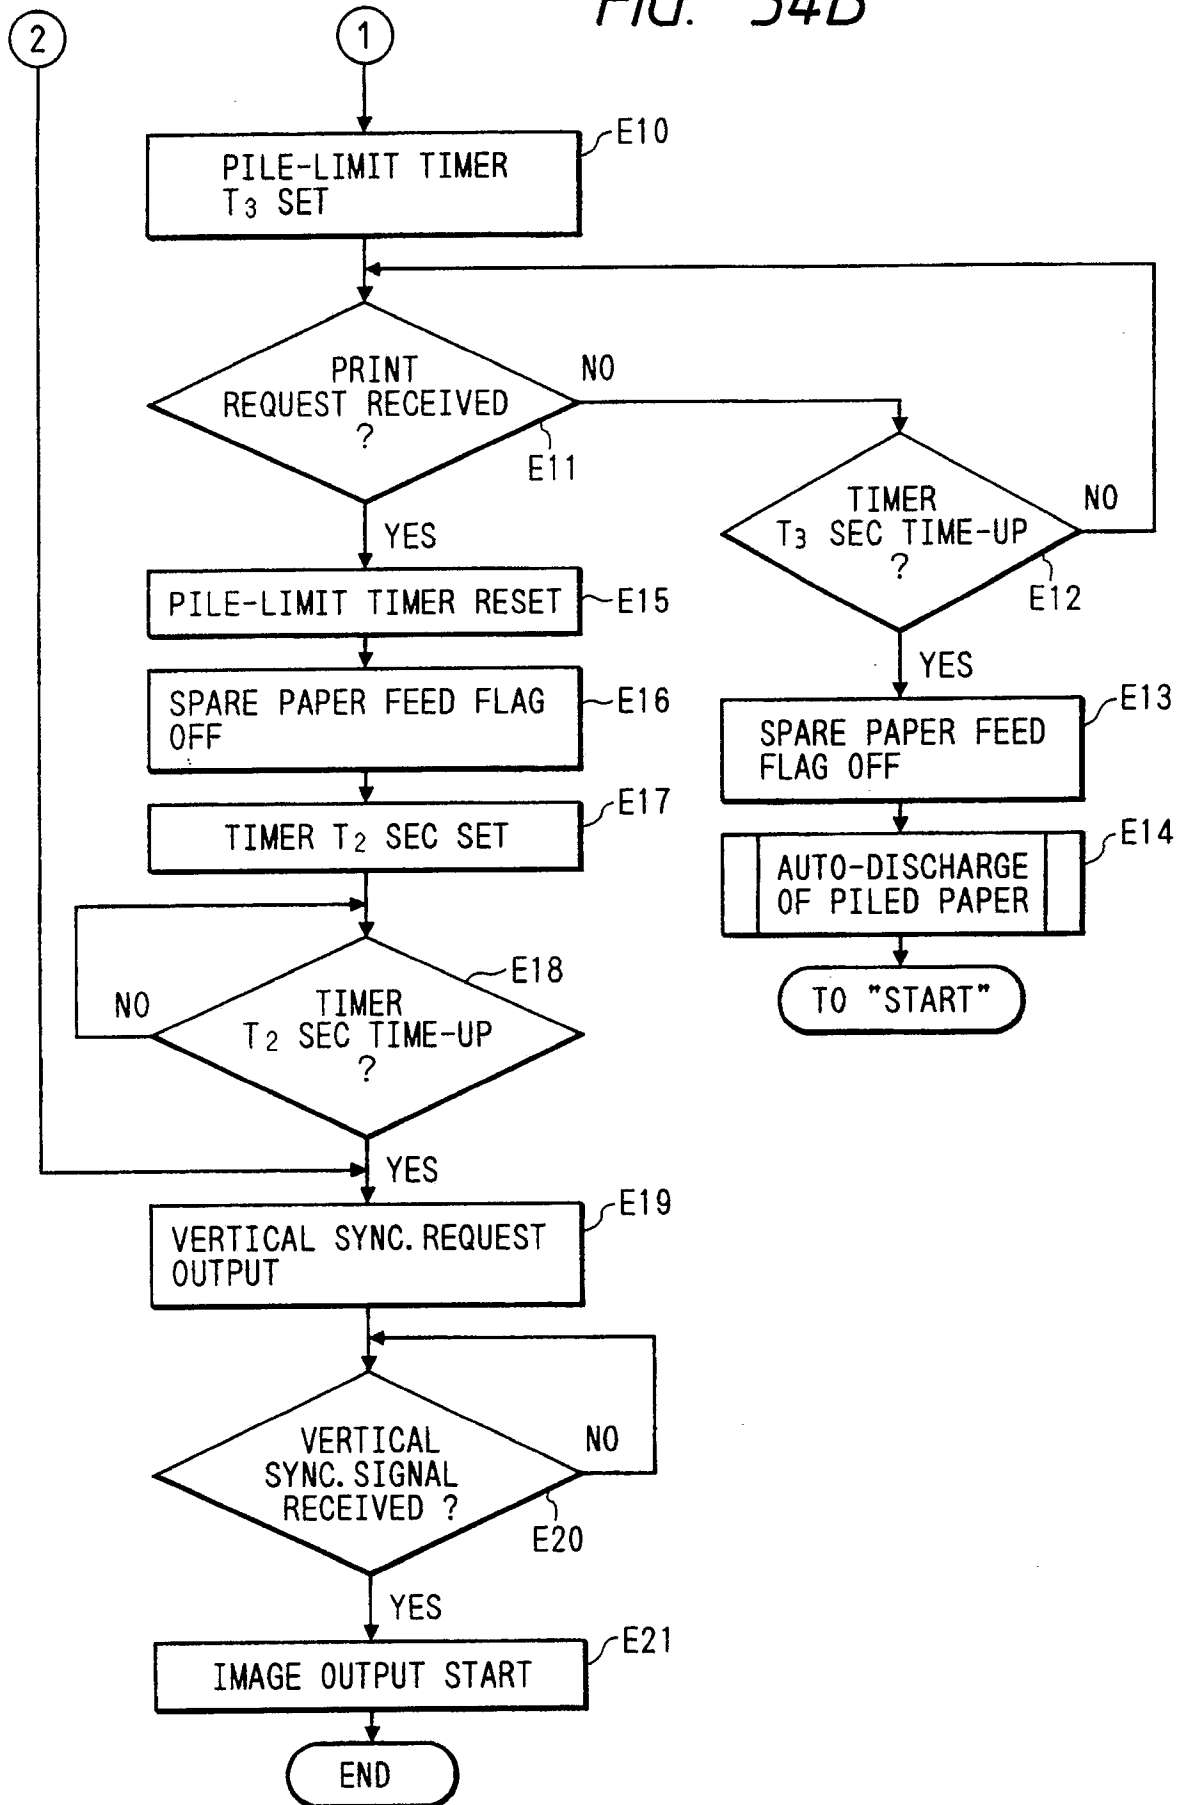 FIG. 34B
2
1
E10
PILE-LIMIT TIMER
T3 SET
PRINT
REQUEST RECEIVED
?
NO
E11
TIMER
T3 SEC TIME-UP
?
NO
E12
YES
YES
PILE-LIMIT TIMER RESET
E15
SPARE PAPER FEED FLAG
OFF
E16
E13
SPARE PAPER FEED
FLAG OFF
E17
TIMER T2 SEC SET
E14
AUTO-DISCHARGE
OF PILED PAPER
TO "START"
E18
TIMER
T2 SEC TIME-UP
?
NO
YES
E19
VERTICAL SYNC. REQUEST
OUTPUT
VERTICAL
SYNC. SIGNAL
RECEIVED ?
NO
E20
YES
E21
IMAGE OUTPUT START
END